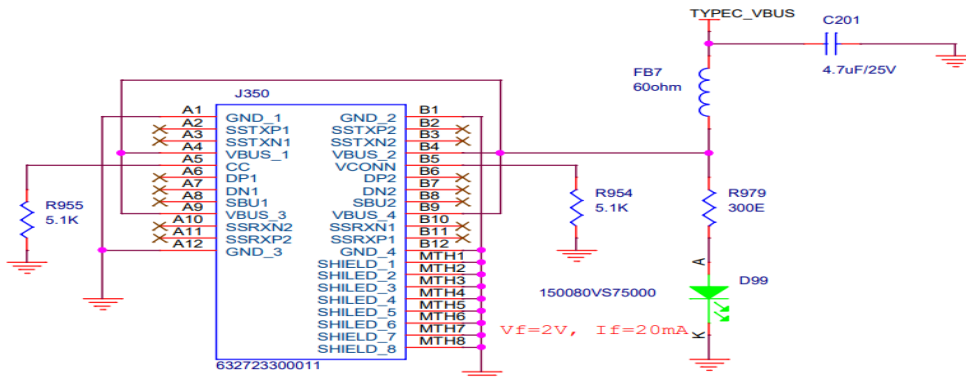 TYPEC_VBUS
C201
4.7uF/25V
FB7
60ohm
J350
A1 GND_1 GND_2 B1
A2 SSTXP1 SSTXP2 B2
A3 SSTXN1 SSTXN2 B3
A4 VBUS_1 VBUS_2 B4
A5 CC VCONN B5
A6 DP1 DP2 B6
A7 DN1 DN2 B7
A8 SBU1 SBU2 B8
A9 VBUS_3 VBUS_4 B9
A10 SSRXN2 SSRXN1 B10
A11 SSRXP2 SSRXP1 B11
A12 GND_3 GND_4 B12
SHIELD_1 MTH1
SHILED_2 MTH2
SHILED_3 MTH3
SHILED_4 MTH4
SHILED_5 MTH5
SHILED_6 MTH6
SHIELD_7 MTH7
SHIELD_8 MTH8
632723300011
R955
5.1K
R954
5.1K
R979
300E
A
D99
150080VS75000
Vf=2V, If=20mA
K